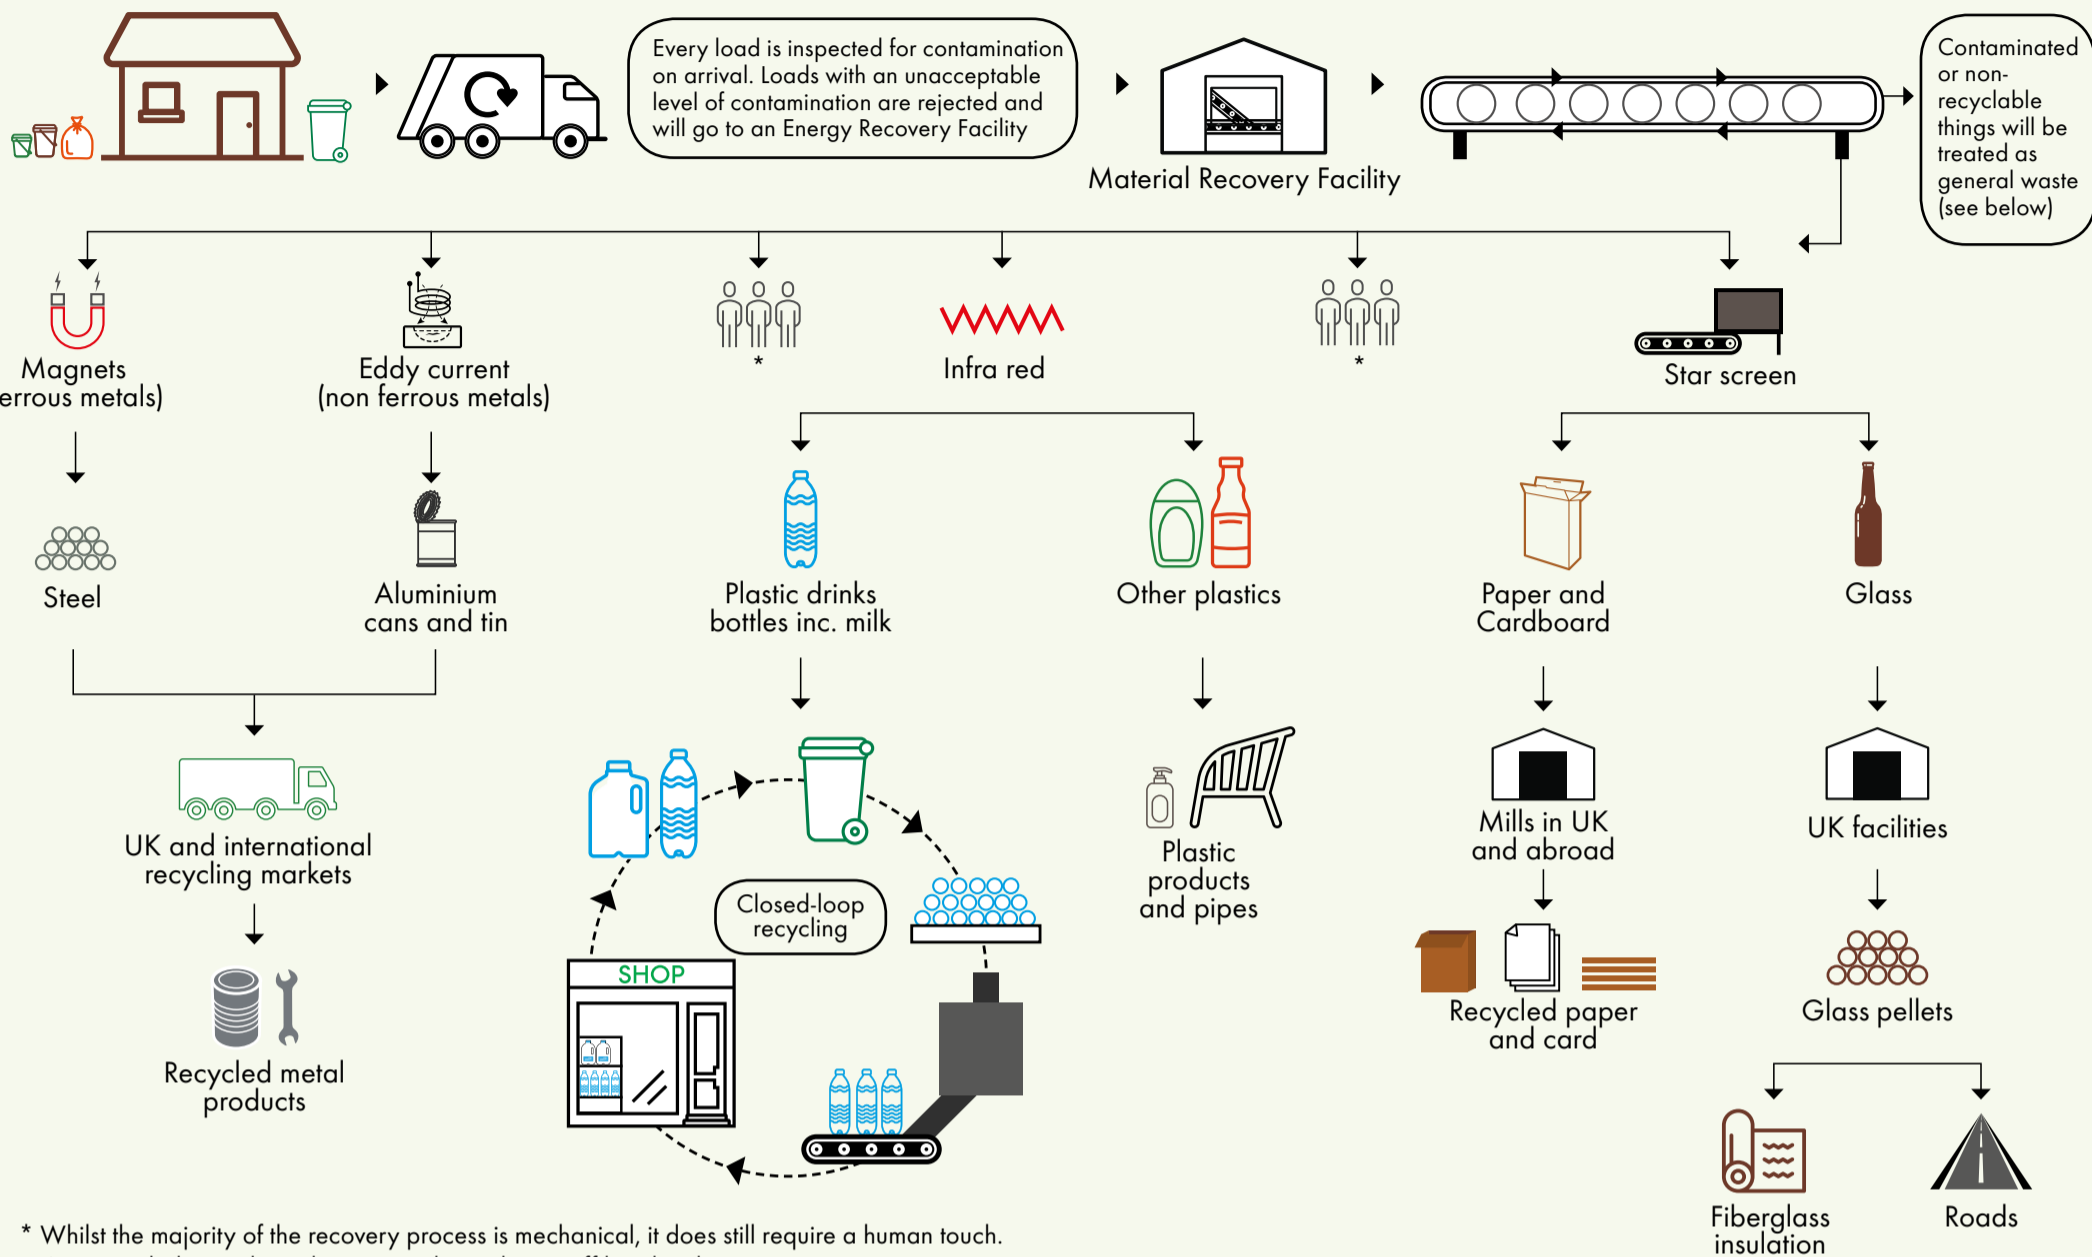 Every load is inspected for contamination
on arrival. Loads with an unacceptable
level of contamination are rejected and
will go to an Energy Recovery Facility
Material Recovery Facility
Contaminated
or non-
recyclable
things will be
treated as
general waste
(see below)
Magnets
errous metals)
Eddy current
(non ferrous metals)
*
Infra red
*
Star screen
Steel
Aluminium
cans and tin
Plastic drinks
bottles inc. milk
Other plastics
Paper and
Cardboard
Glass
UK and international
recycling markets
Recycled metal
products
Closed-loop
recycling
SHOP
Plastic
products
and pipes
Mills in UK
and abroad
Recycled paper
and card
UK facilities
Glass pellets
Fiberglass
insulation
Roads
* Whilst the majority of the recovery process is mechanical, it does still require a human touch.